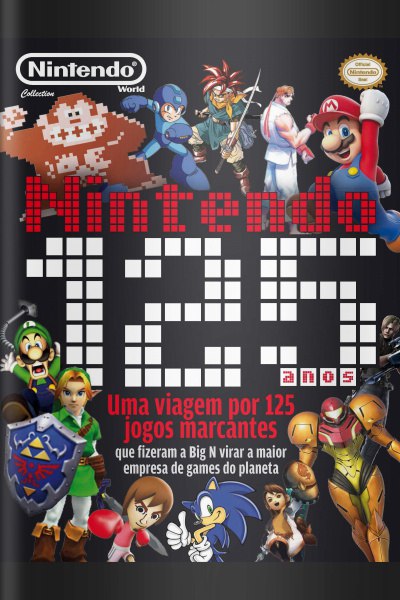 Nintendo
World
Collection
Official
Nintendo
Seal
Nintendo
125
anos
Uma viagem por 125
jogos marcantes
que fizeram a Big N virar a maior
empresa de games do planeta